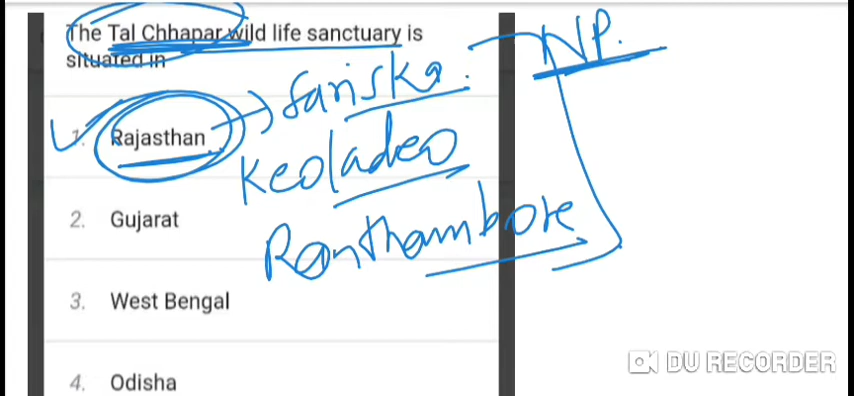 The Tal Chhapar wild life sanctuary is
situated in
NP.
Sariska
1. Rajasthan
Keoladeo
2. Gujarat
Ranthambore
3. West Bengal
4. Odisha
DU RECORDER